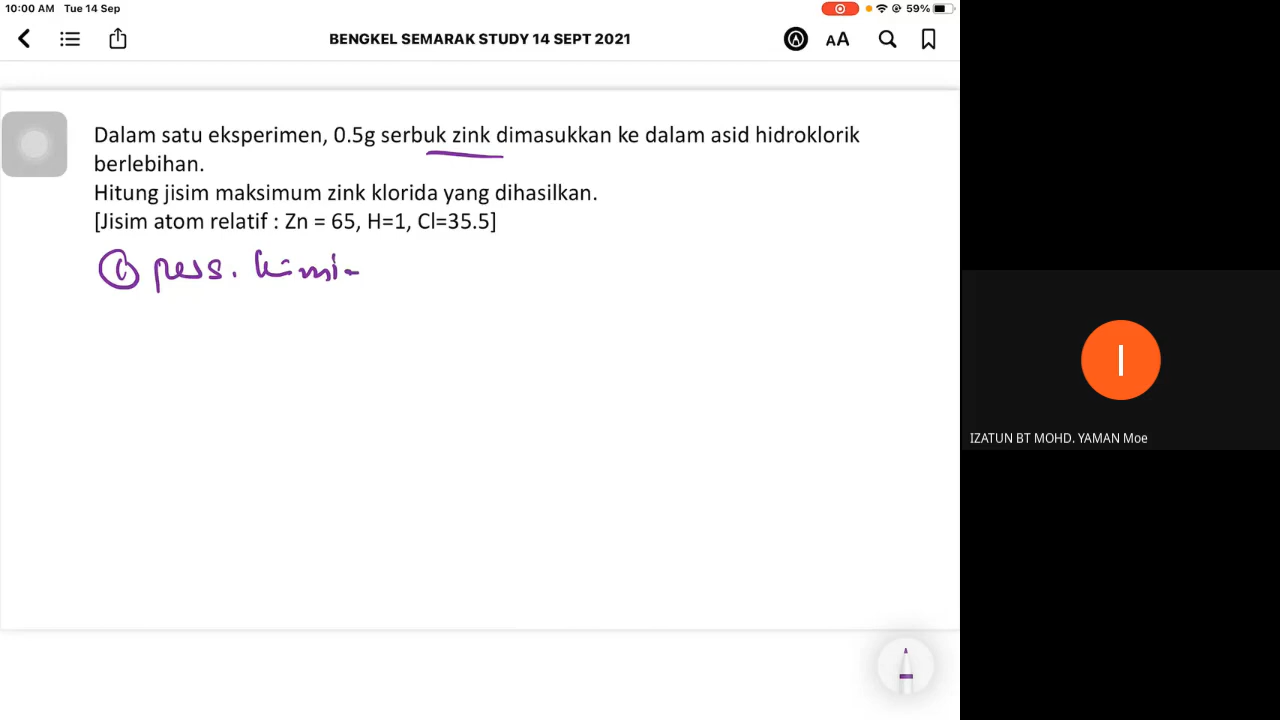 10:00 AM Tue 14 Sep
59%
BENGKEL SEMARAK STUDY 14 SEPT 2021
AA
Dalam satu eksperimen, 0.5g serbuk zink dimasukkan ke dalam asid hidroklorik
berlebihan.
Hitung jisim maksimum zink klorida yang dihasilkan.
[Jisim atom relatif : Zn = 65, H=1, Cl=35.5]
① pers. kimia
I
IZATUN BT MOHD. YAMAN Moe